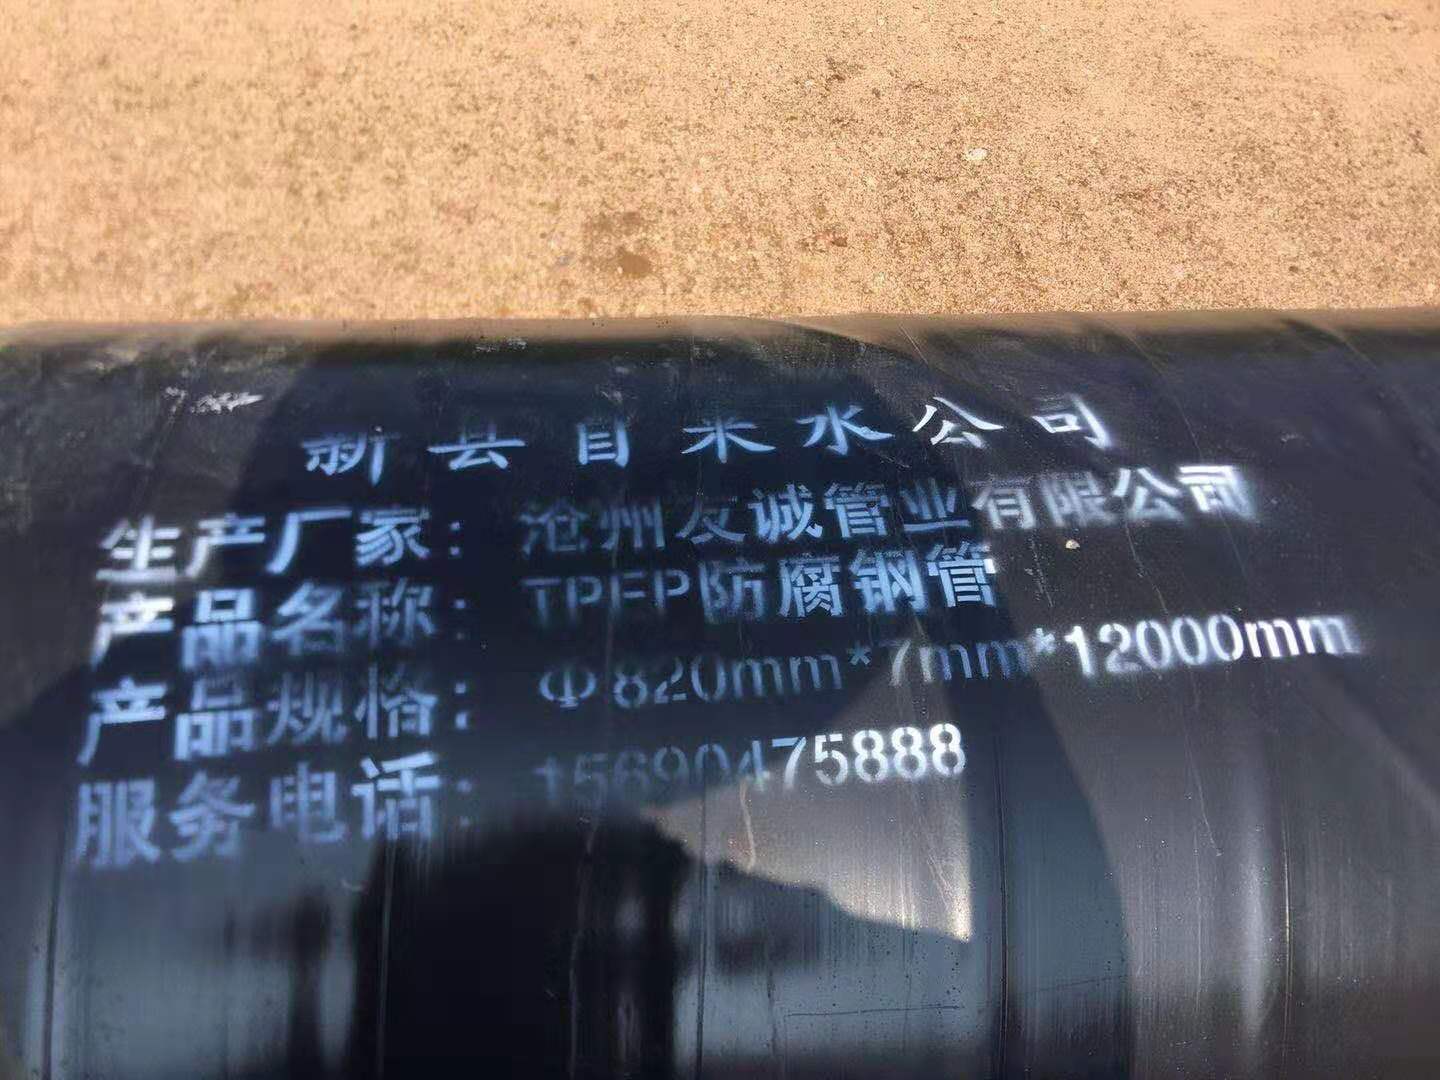 新县自来水公司
生产厂家：沧州友诚管业有限公司
产品名称：TPEP防腐钢管
产品规格：Φ820mm*7mm*12000mm
服务电话：15690475888